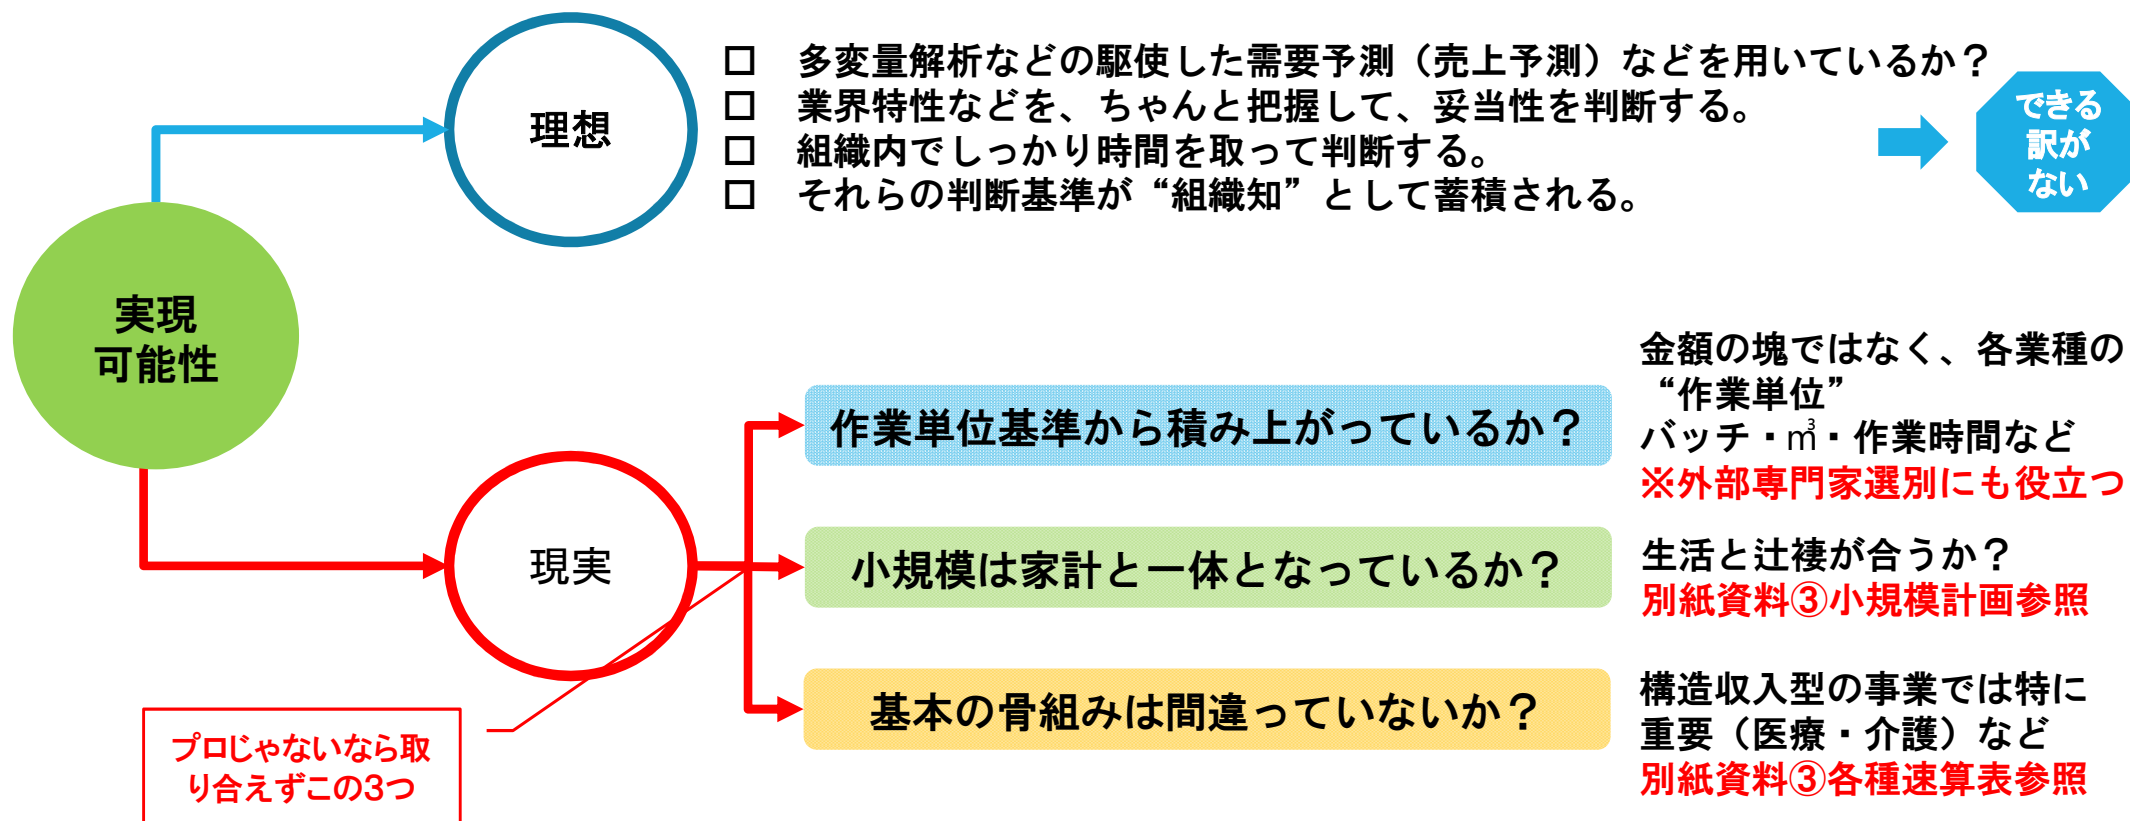 理想
□ 多変量解析などの駆使した需要予測（売上予測）などを用いているか？
□ 業界特性などを、ちゃんと把握して、妥当性を判断する。
□ 組織内でしっかり時間を取って判断する。
□ それらの判断基準が“組織知”として蓄積される。
できる
訳が
ない
実現
可能性
現実
作業単位基準から積み上がっているか？
金額の塊ではなく、各業種の
“作業単位”
バッチ・㎥・作業時間など
※外部専門家選別にも役立つ
小規模は家計と一体となっているか？
生活と辻褄が合うか？
別紙資料③小規模計画参照
基本の骨組みは間違っていないか？
構造収入型の事業では特に
重要（医療・介護）など
別紙資料③各種速算表参照
プロじゃないなら取
り合えずこの3つ